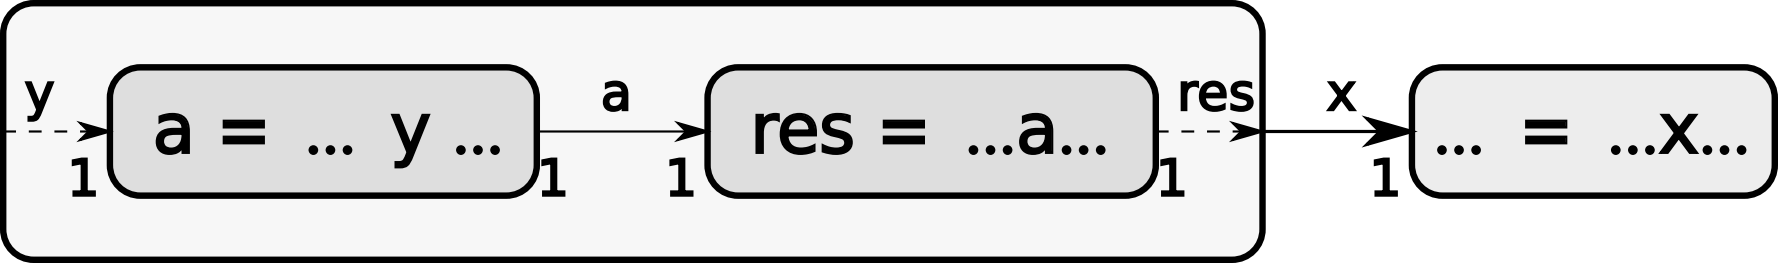 y a res x
a = ... y ... res = ...a... ... = ...x...
1 1 1 1 1